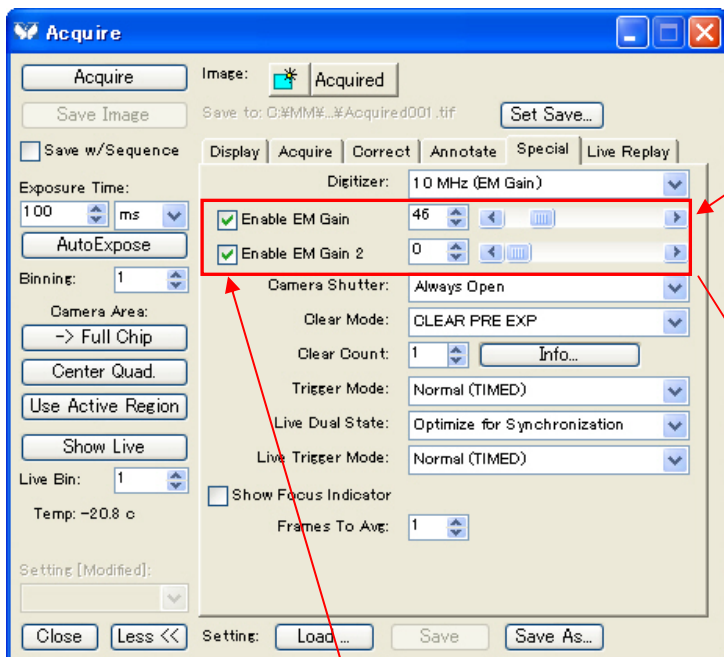 Acquire
Acquire
Image: Acquired
Save Image
Save to: C:¥MM¥...¥Acquired001.tif
Set Save...
Save w/Sequence
Display Acquire Correct Annotate Special Live Replay
Exposure Time:
100 ms
AutoExpose
Binning: 1
Camera Area:
-> Full Chip
Center Quad.
Use Active Region
Show Live
Live Bin: 1
Temp: -20.8 c
Setting [Modified]:
Digitizer: 10 MHz (EM Gain)
Enable EM Gain 46
Enable EM Gain 2 0
Camera Shutter: Always Open
Clear Mode: CLEAR PRE EXP
Clear Count: 1 Info...
Trigger Mode: Normal (TIMED)
Live Dual State: Optimize for Synchronization
Live Trigger Mode: Normal (TIMED)
Show Focus Indicator
Frames To Avg: 1
Close Less << Setting: Load ... Save Save As...